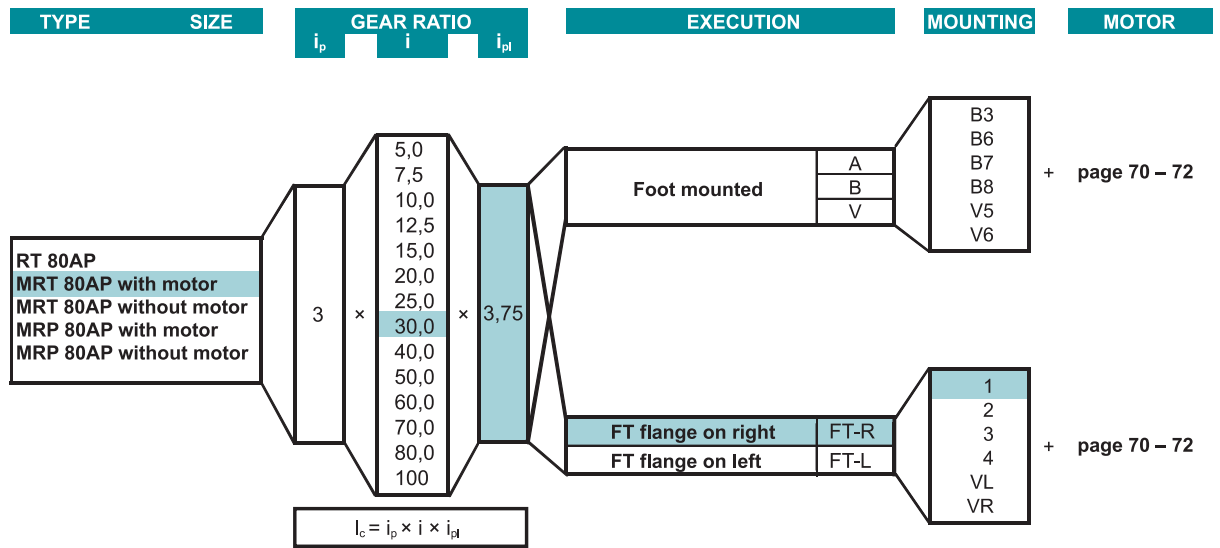 TYPE SIZE GEAR RATIO EXECUTION MOUNTING MOTOR
iₚ i iₚₗ
RT 80AP
MRT 80AP with motor
MRT 80AP without motor
MRP 80AP with motor
MRP 80AP without motor
3
×
5,0
7,5
10,0
12,5
15,0
20,0
25,0
30,0
40,0
50,0
60,0
70,0
80,0
100
×
3,75
I꜀ = iₚ × i × iₚₗ
Foot mounted
A
B
V
B3
B6
B7
B8
V5
V6
+ page 70 – 72
FT flange on right FT-R
FT flange on left FT-L
1
2
3
4
VL
VR
+ page 70 – 72